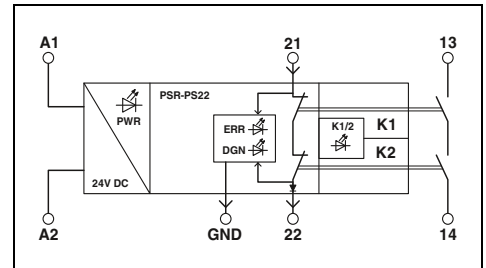 A1
21
13
PSR-PS22
PWR
ERR
DGN
K1/2
K1
K2
24V DC
A2
GND
22
14